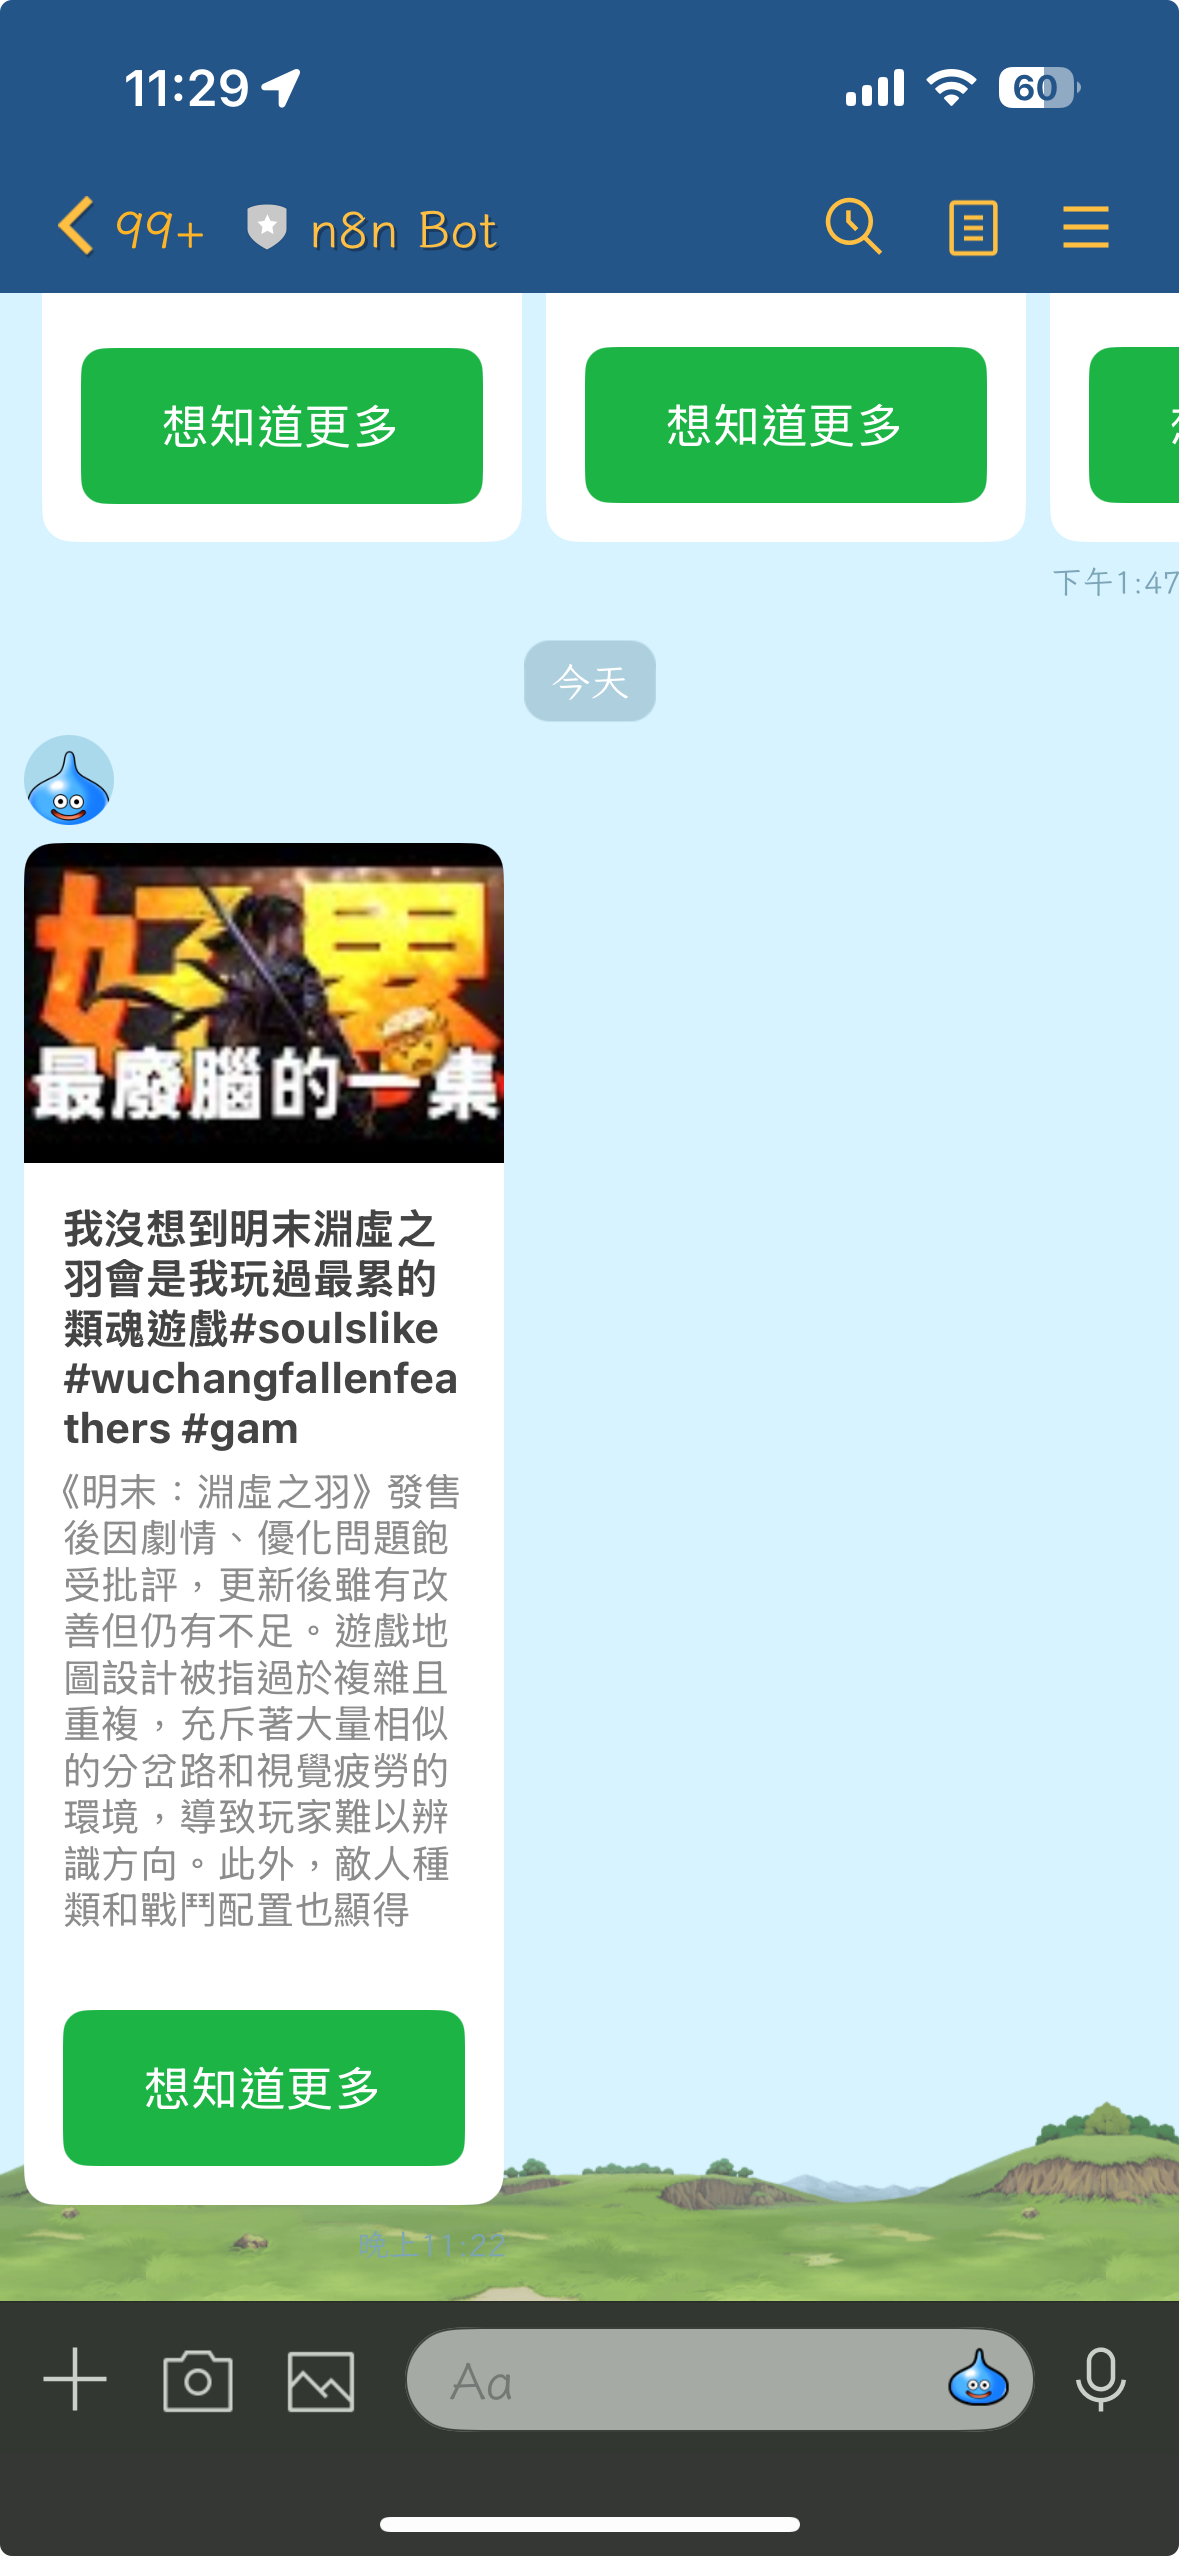 11:29
60
99+ n8n Bot
想知道更多
想知道更多
下午1:47
今天
好累
最廢腦的一集
我沒想到明末淵虛之
羽會是我玩過最累的
類魂遊戲#soulslike
#wuchangfallenfea
thers #gam
《明末：淵虛之羽》發售
後因劇情、優化問題飽
受批評，更新後雖有改
善但仍有不足。遊戲地
圖設計被指過於複雜且
重複，充斥著大量相似
的分岔路和視覺疲勞的
環境，導致玩家難以辨
識方向。此外，敵人種
類和戰鬥配置也顯得
想知道更多
晚上11:22
Aa